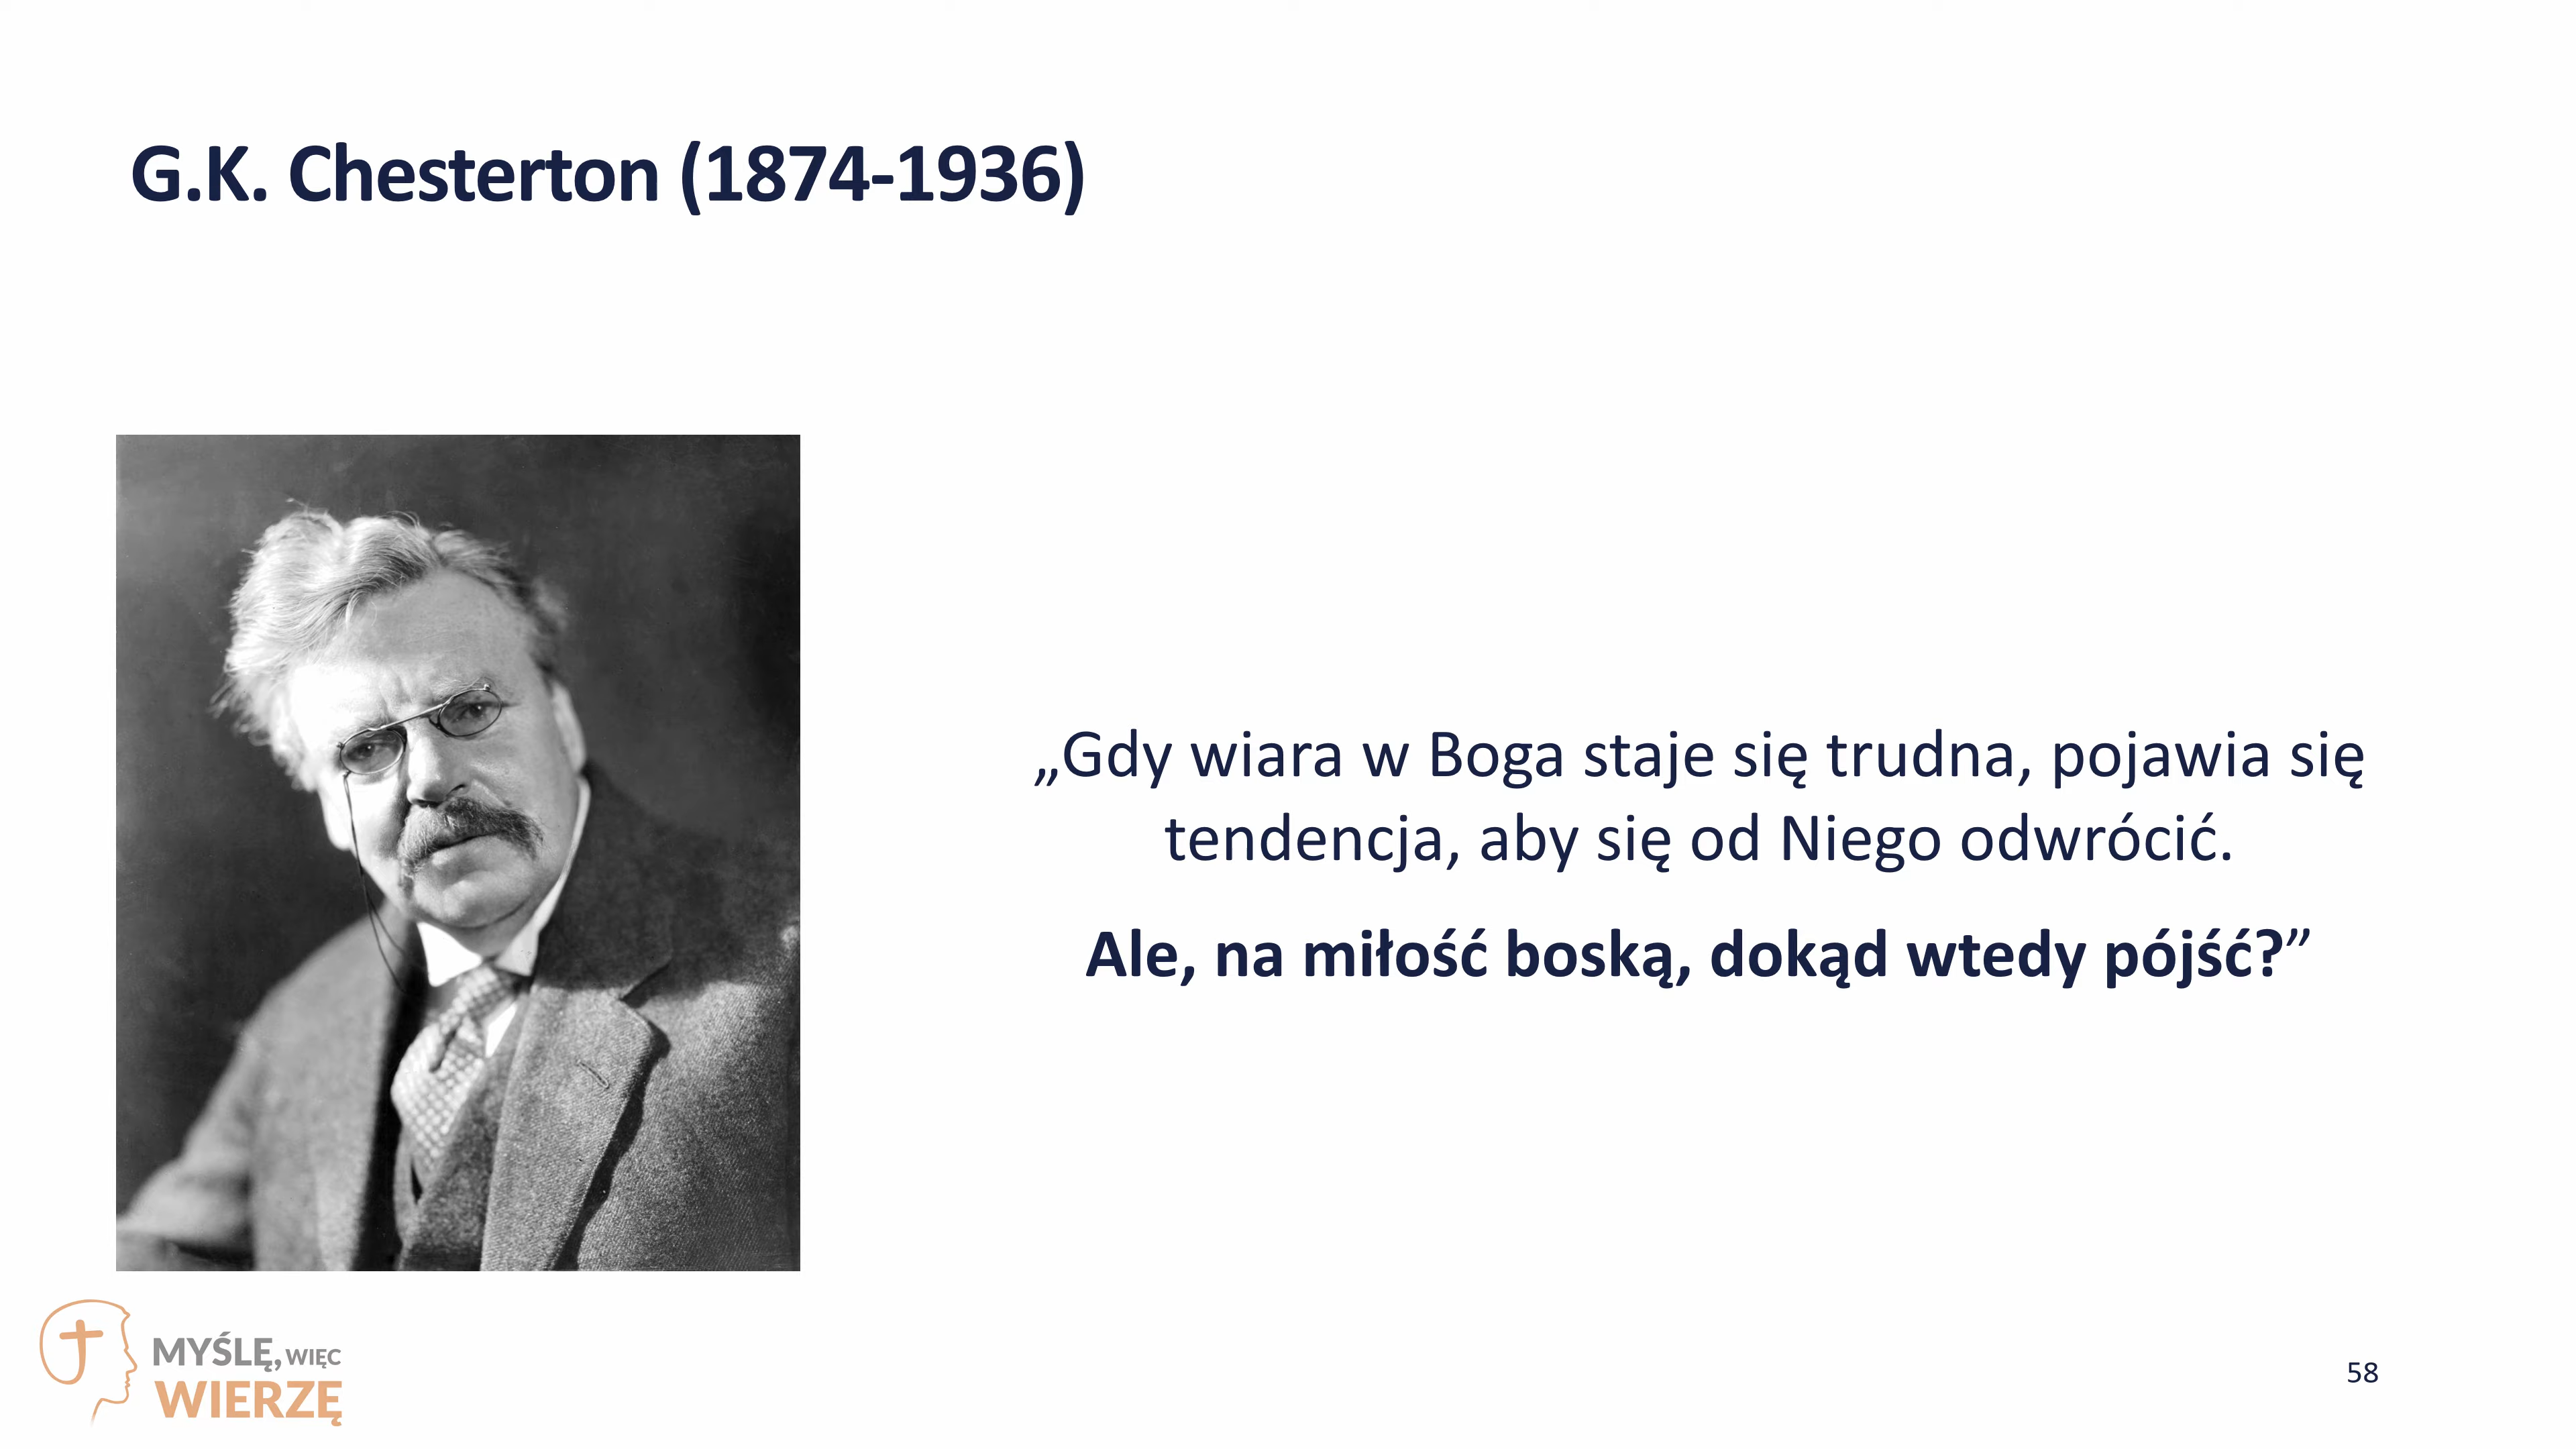 G.K. Chesterton (1874-1936)
„Gdy wiara w Boga staje się trudna, pojawia się
tendencja, aby się od Niego odwrócić.
Ale, na miłość boską, dokąd wtedy pójść?”
MYŚLĘ, WIĘC
WIERZĘ
58